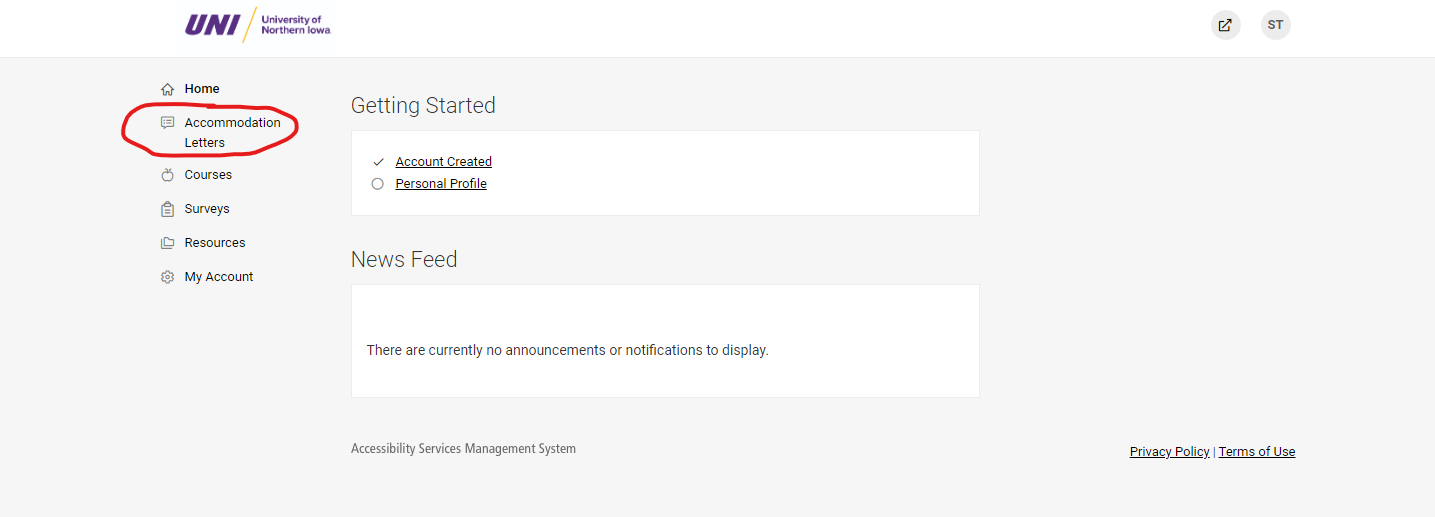 UNI University of
Northern Iowa
ST
Home
Accommodation
Letters
Courses
Surveys
Resources
My Account
Getting Started
Account Created
Personal Profile
News Feed
There are currently no announcements or notifications to display.
Accessibility Services Management System
Privacy Policy | Terms of Use